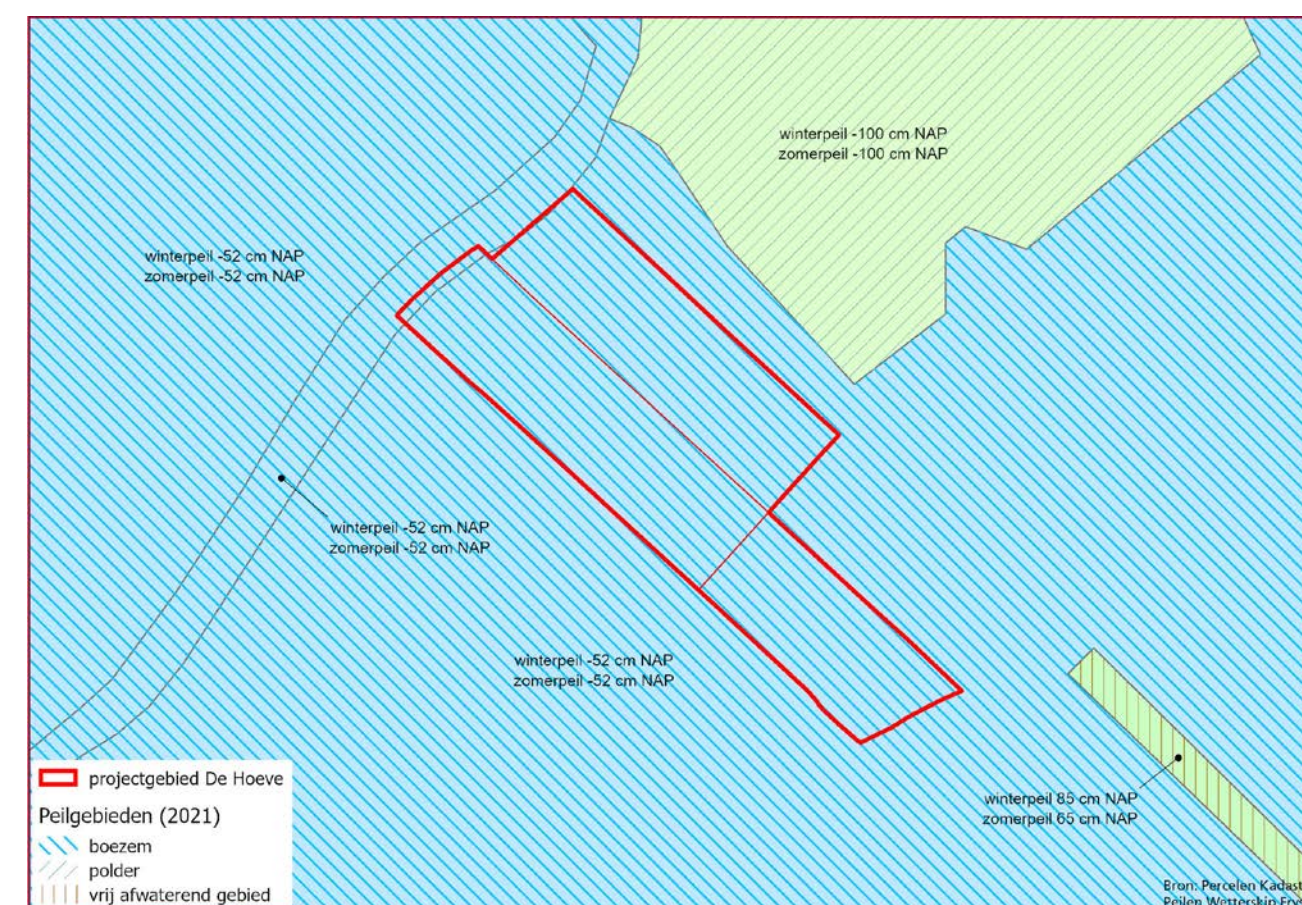 winterpeil -100 cm NAP
zomerpeil -100 cm NAP
winterpeil -52 cm NAP
zomerpeil -52 cm NAP
winterpeil -52 cm NAP
zomerpeil -52 cm NAP
winterpeil -52 cm NAP
zomerpeil -52 cm NAP
winterpeil 85 cm NAP
zomerpeil 65 cm NAP
projectgebied De Hoeve
Peilgebieden (2021)
boezem
polder
vrij afwaterend gebied
Bron: Percelen
Peilen Wetterskip